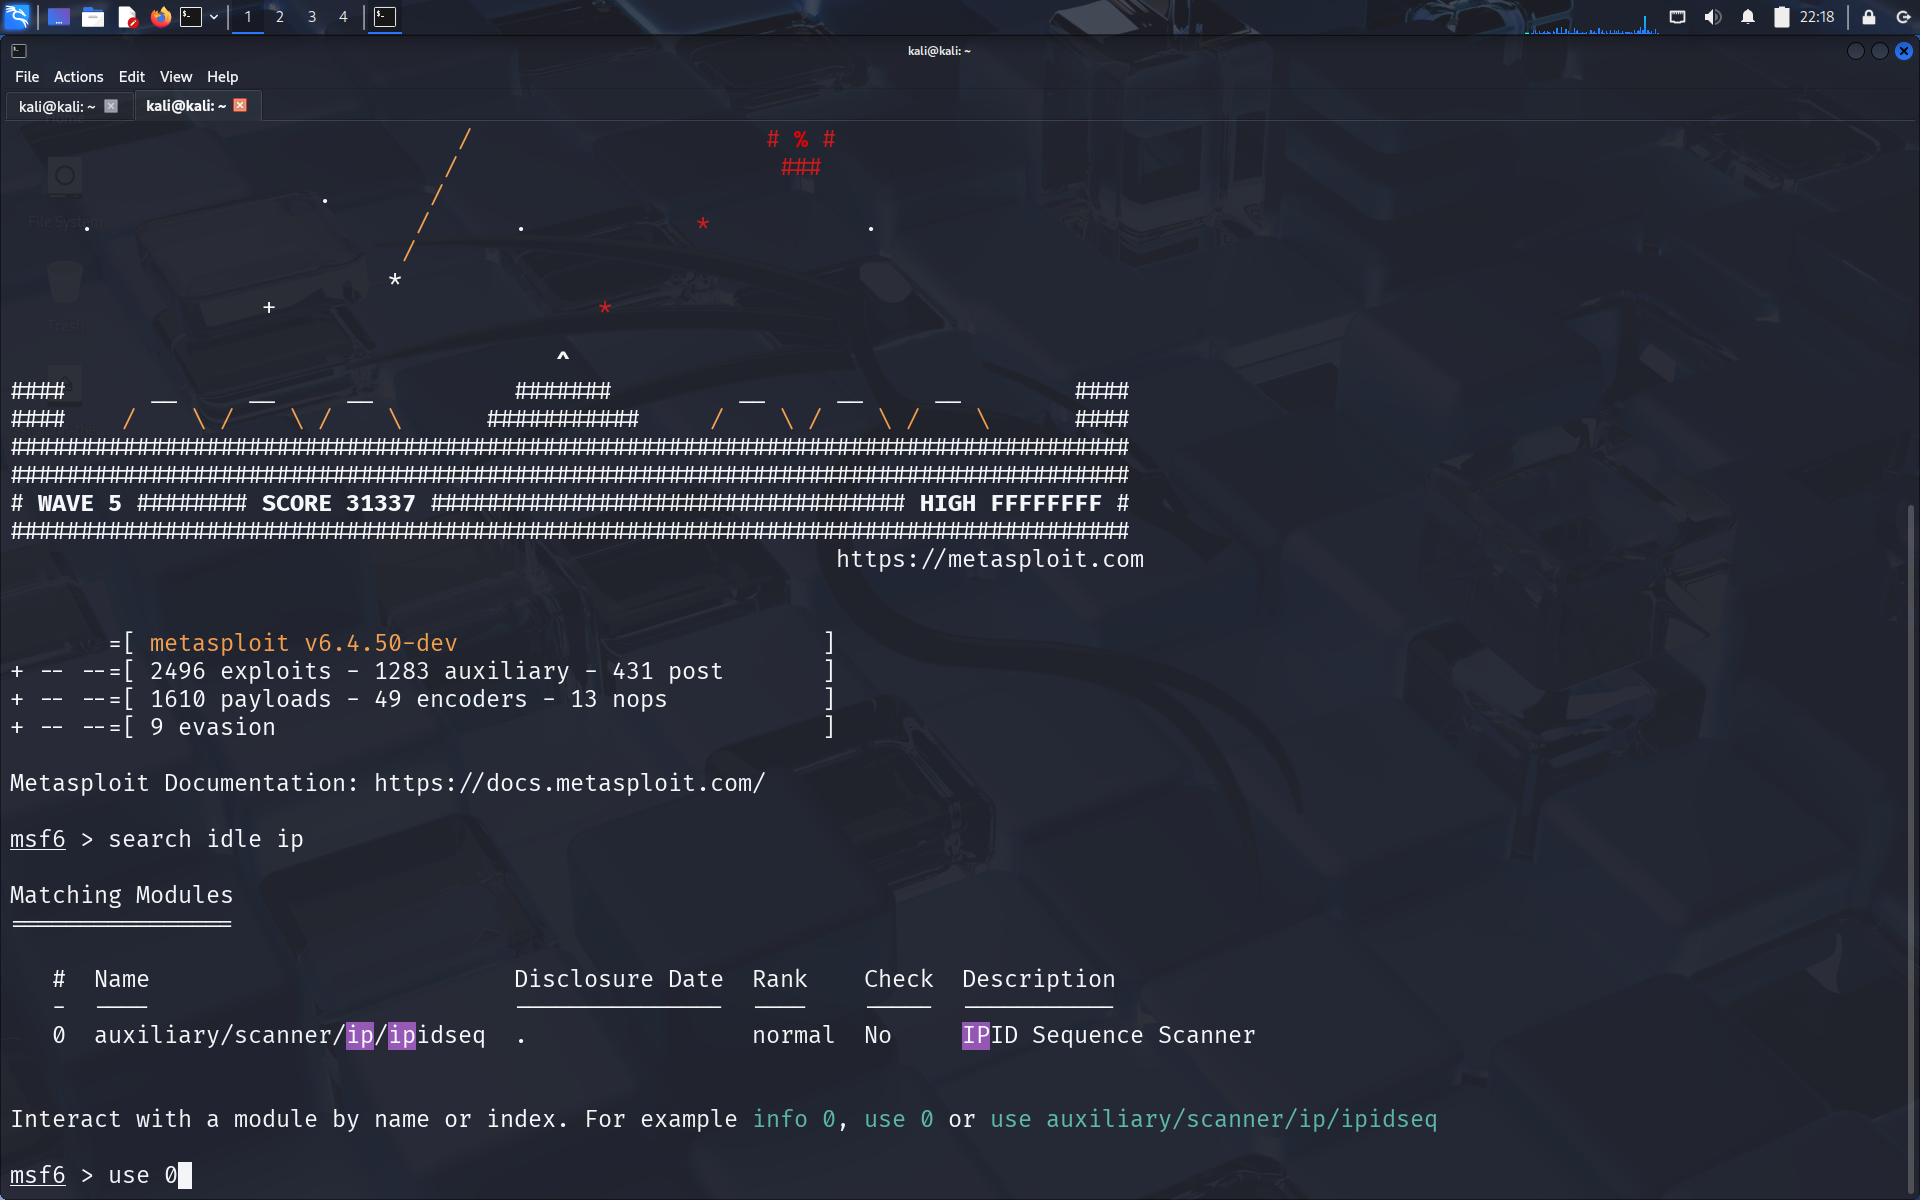 1 2 3 4 22:18
kali@kali: ~
File Actions Edit View Help
kali@kali: ~ kali@kali: ~
/ # % #
/ ###
/
. /
. / . * .
/
*
+ *
^
#### __ __ __ ####### __ __ __ ####
#### / \ / \ / \ ########### / \ / \ / \ ####
################################################################################
################################################################################
# WAVE 5 ######## SCORE 31337 ################################## HIGH FFFFFFFF #
################################################################################
https://metasploit.com
=[ metasploit v6.4.50-dev ]
+ -- --=[ 2496 exploits - 1283 auxiliary - 431 post ]
+ -- --=[ 1610 payloads - 49 encoders - 13 nops ]
+ -- --=[ 9 evasion ]
Metasploit Documentation: https://docs.metasploit.com/
msf6 > search idle ip
Matching Modules
================
# Name Disclosure Date Rank Check Description
- ---- --------------- ---- ----- -----------
0 auxiliary/scanner/ip/ipidseq . normal No IPID Sequence Scanner
Interact with a module by name or index. For example info 0, use 0 or use auxiliary/scanner/ip/ipidseq
msf6 > use 0
File System